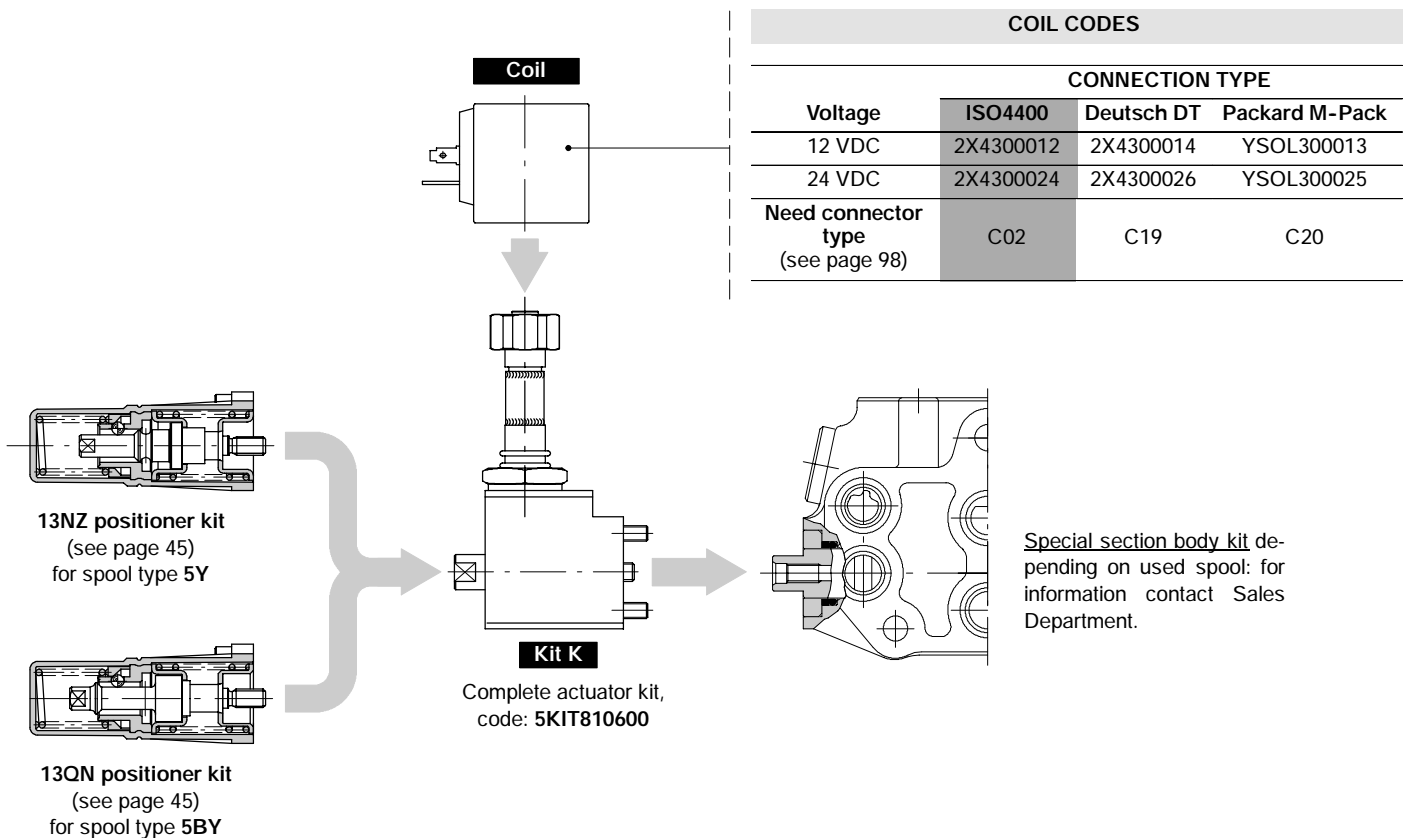 COIL CODES
CONNECTION TYPE
Voltage ISO4400 Deutsch DT Packard M-Pack
12 VDC 2X4300012 2X4300014 YSOL300013
24 VDC 2X4300024 2X4300026 YSOL300025
Need connector
type
(see page 98)
C02 C19 C20
Coil
13NZ positioner kit
(see page 45)
for spool type 5Y
13QN positioner kit
(see page 45)
for spool type 5BY
Kit K
Complete actuator kit,
code: 5KIT810600
Special section body kit de-
pending on used spool: for
information contact Sales
Department.